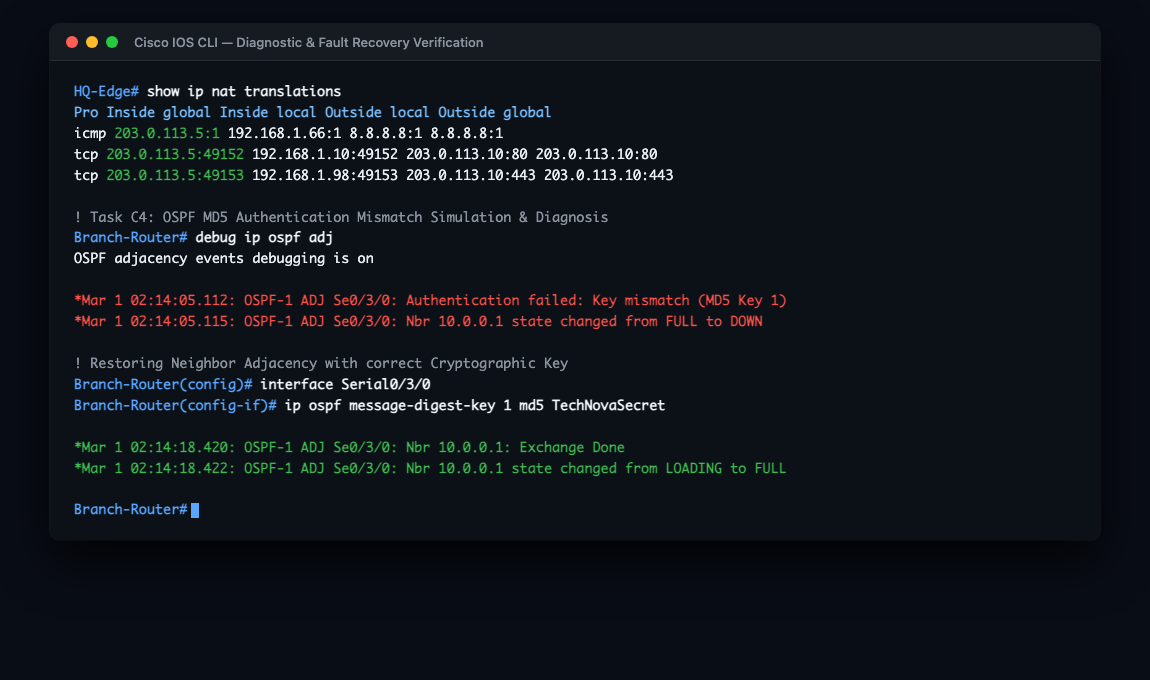 Cisco IOS CLI — Diagnostic & Fault Recovery Verification
HQ-Edge# show ip nat translations
Pro Inside global Inside local Outside local Outside global
icmp 203.0.113.5:1 192.168.1.66:1 8.8.8.8:1 8.8.8.8:1
tcp 203.0.113.5:49152 192.168.1.10:49152 203.0.113.10:80 203.0.113.10:80
tcp 203.0.113.5:49153 192.168.1.98:49153 203.0.113.10:443 203.0.113.10:443
! Task C4: OSPF MD5 Authentication Mismatch Simulation & Diagnosis
Branch-Router# debug ip ospf adj
OSPF adjacency events debugging is on
*Mar 1 02:14:05.112: OSPF-1 ADJ Se0/3/0: Authentication failed: Key mismatch (MD5 Key 1)
*Mar 1 02:14:05.115: OSPF-1 ADJ Se0/3/0: Nbr 10.0.0.1 state changed from FULL to DOWN
! Restoring Neighbor Adjacency with correct Cryptographic Key
Branch-Router(config)# interface Serial0/3/0
Branch-Router(config-if)# ip ospf message-digest-key 1 md5 TechNovaSecret
*Mar 1 02:14:18.420: OSPF-1 ADJ Se0/3/0: Nbr 10.0.0.1: Exchange Done
*Mar 1 02:14:18.422: OSPF-1 ADJ Se0/3/0: Nbr 10.0.0.1 state changed from LOADING to FULL
Branch-Router#